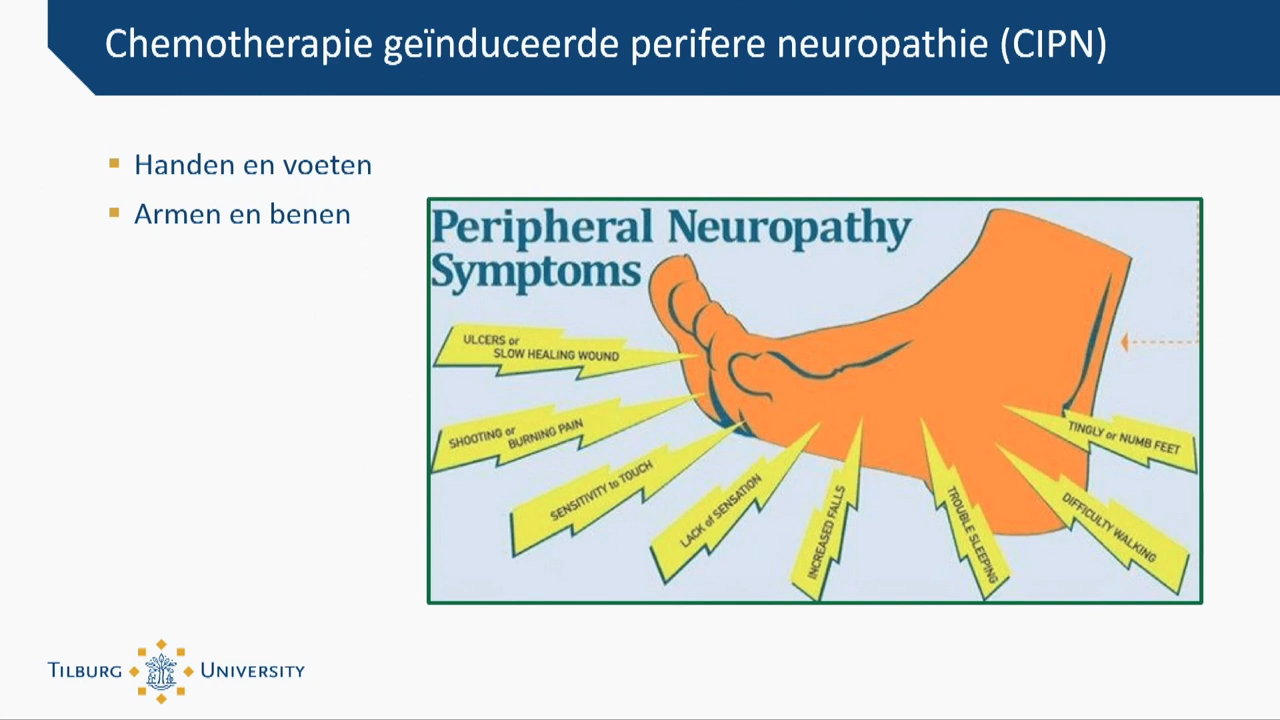 Chemotherapie geïnduceerde perifere neuropathie (CIPN)
Handen en voeten
Armen en benen
Peripheral Neuropathy
Symptoms
ULCERS or
SLOW HEALING WOUND
SHOOTING or
BURNING PAIN
SENSITIVITY to TOUCH
LACK of SENSATION
INCREASED FALLS
TROUBLE SLEEPING
DIFFICULTY WALKING
TINGLY or NUMB FEET
TILBURG UNIVERSITY